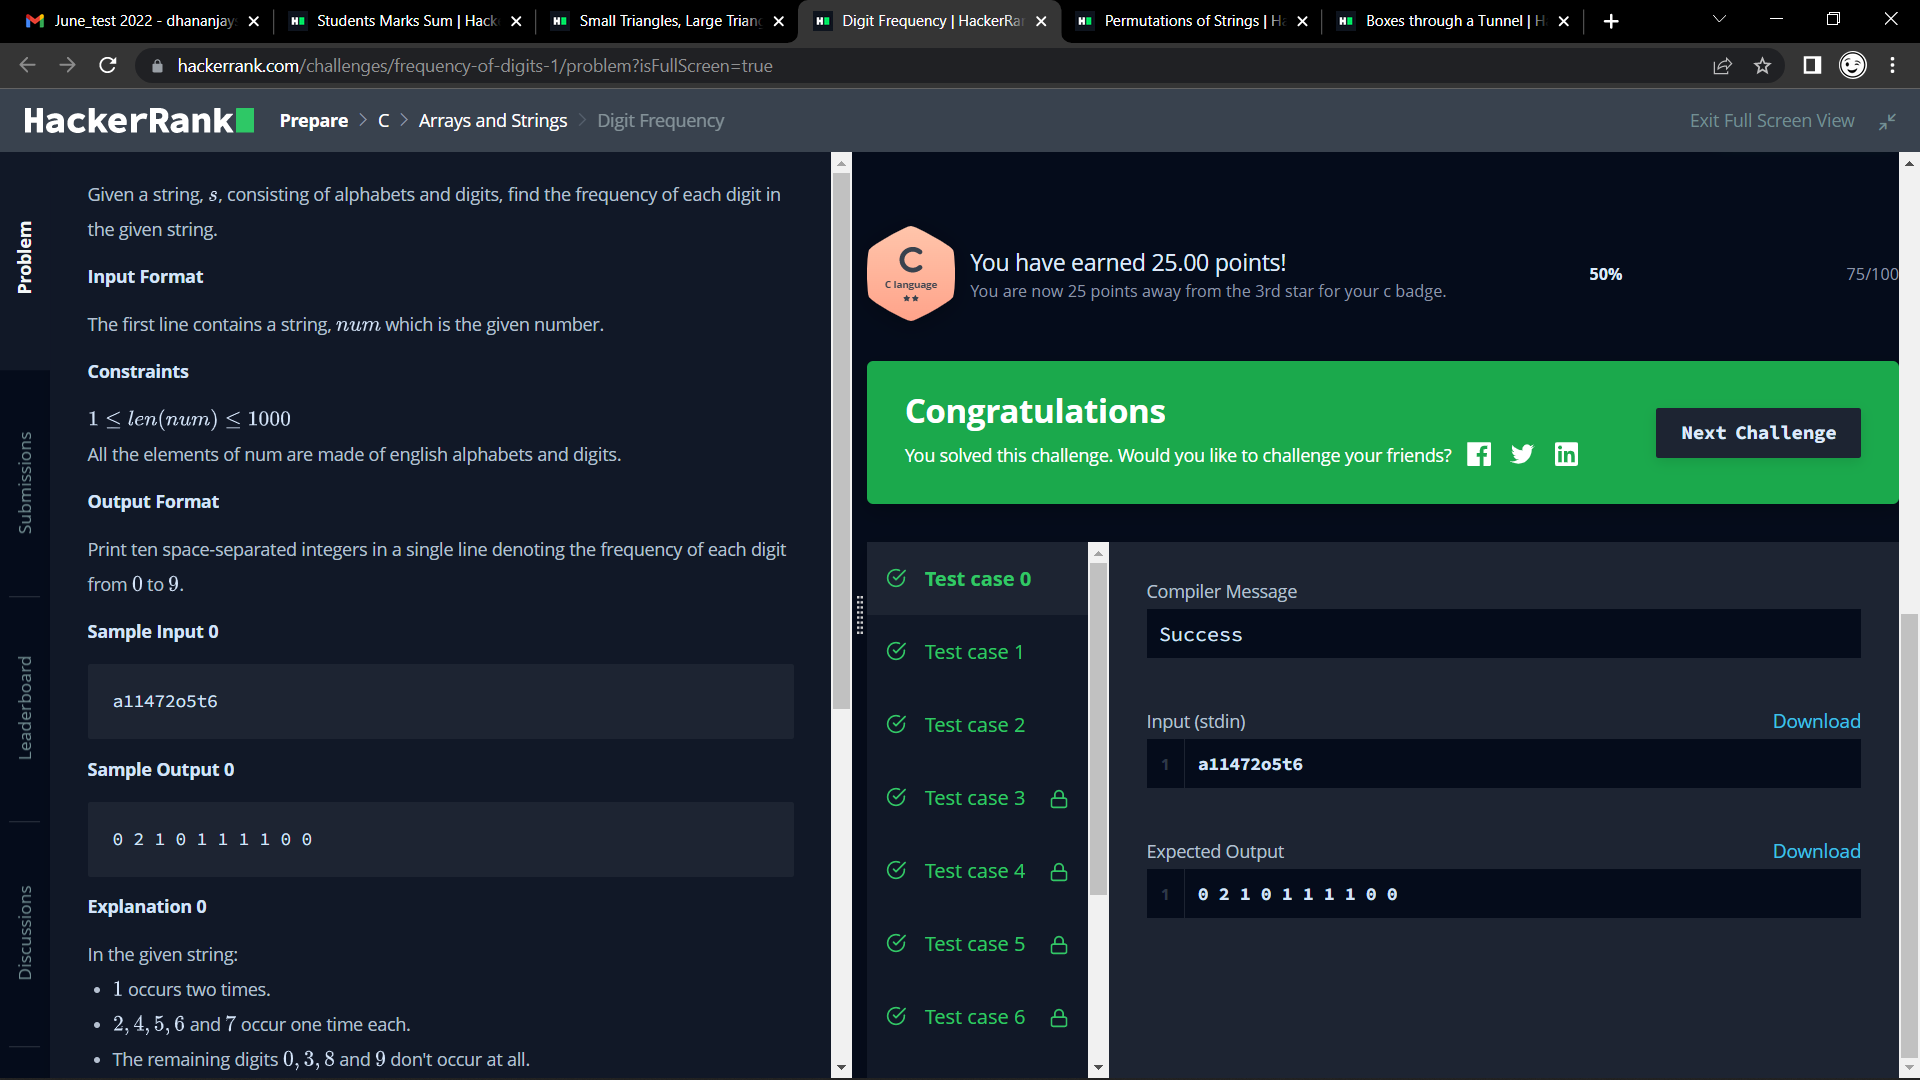 June_test 2022 - dhananjay
Students Marks Sum | Hack
Small Triangles, Large Triang
Digit Frequency | HackerRan
Permutations of Strings | Ha
Boxes through a Tunnel | H
hackerrank.com/challenges/frequency-of-digits-1/problem?isFullScreen=true
HackerRank
Prepare > C > Arrays and Strings > Digit Frequency
Exit Full Screen View
Problem
Submissions
Leaderboard
Discussions
Given a string, s, consisting of alphabets and digits, find the frequency of each digit in
the given string.
Input Format
The first line contains a string, num which is the given number.
Constraints
1 ≤ len(num) ≤ 1000
All the elements of num are made of english alphabets and digits.
Output Format
Print ten space-separated integers in a single line denoting the frequency of each digit
from 0 to 9.
Sample Input 0
a11472o5t6
Sample Output 0
0 2 1 0 1 1 1 1 0 0
Explanation 0
In the given string:
• 1 occurs two times.
• 2, 4, 5, 6 and 7 occur one time each.
• The remaining digits 0, 3, 8 and 9 don't occur at all.
C
C language
You have earned 25.00 points!
You are now 25 points away from the 3rd star for your c badge.
50%
75/100
Congratulations
You solved this challenge. Would you like to challenge your friends?
Next Challenge
Test case 0
Test case 1
Test case 2
Test case 3
Test case 4
Test case 5
Test case 6
Compiler Message
Success
Input (stdin)
Download
1 a11472o5t6
Expected Output
Download
1 0 2 1 0 1 1 1 1 0 0